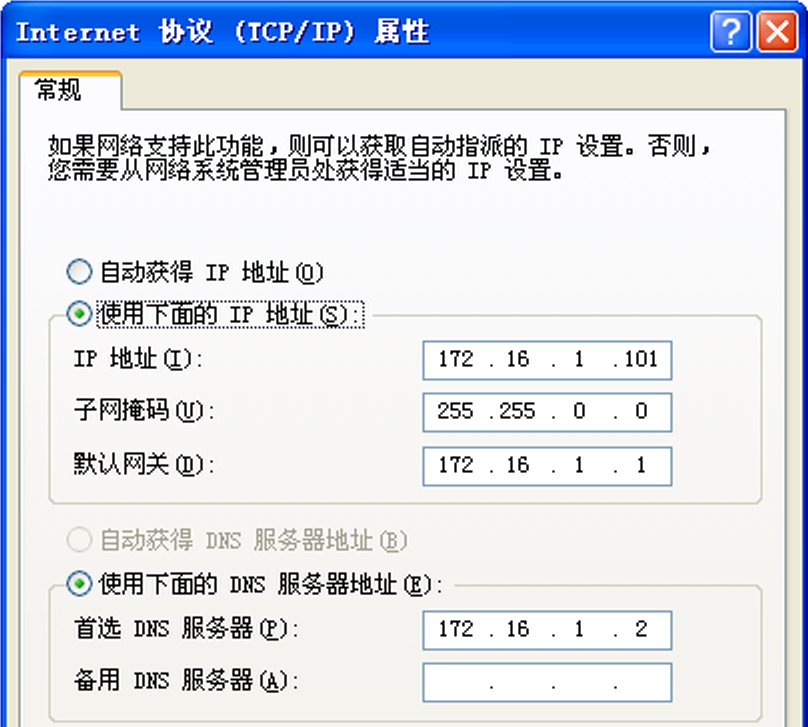 Internet 协议 (TCP/IP) 属性
常规
如果网络支持此功能，则可以获取自动指派的 IP 设置。否则，
您需要从网络系统管理员处获得适当的 IP 设置。
自动获得 IP 地址(O)
使用下面的 IP 地址(S):
IP 地址(I): 172 . 16 . 1 . 101
子网掩码(U): 255 . 255 . 0 . 0
默认网关(D): 172 . 16 . 1 . 1
自动获得 DNS 服务器地址(B)
使用下面的 DNS 服务器地址(E):
首选 DNS 服务器(P): 172 . 16 . 1 . 2
备用 DNS 服务器(A): . . .